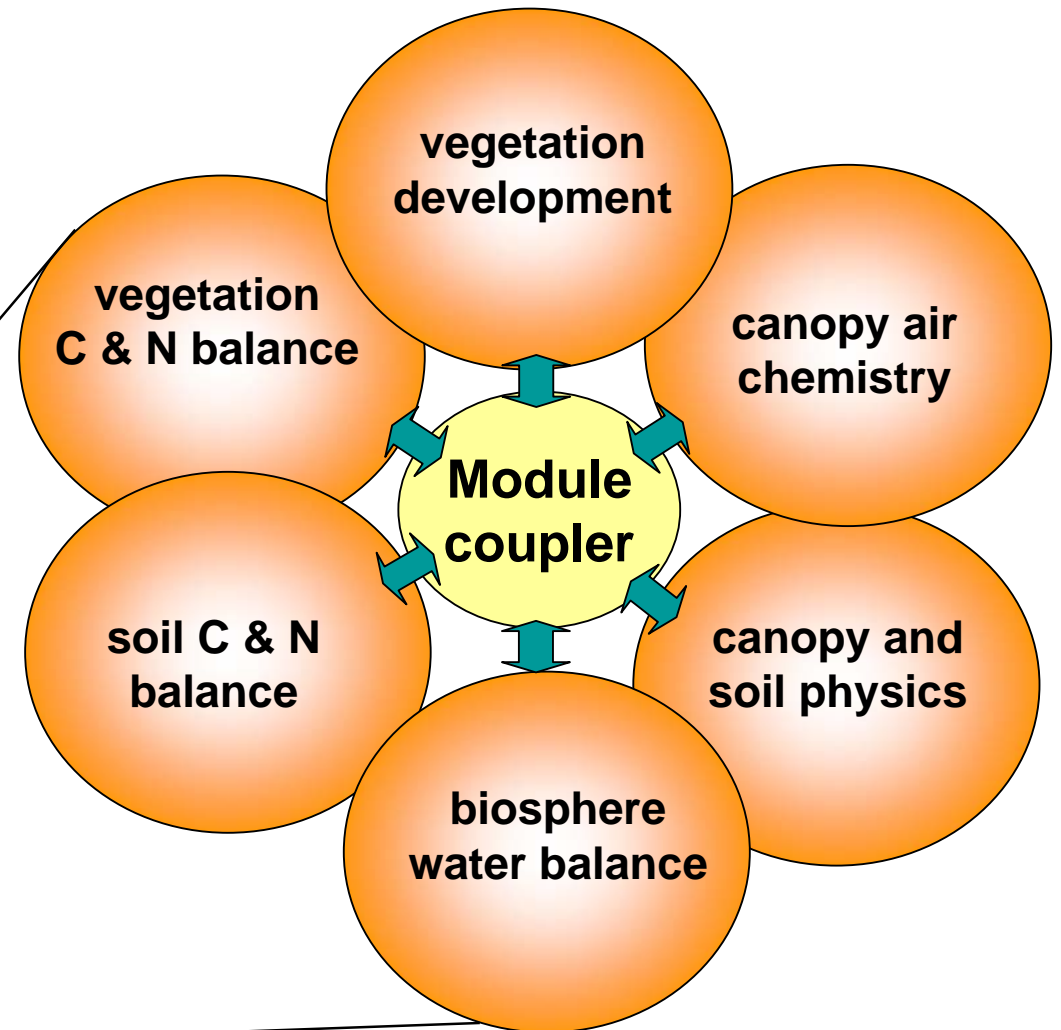 vegetation
development
vegetation
C & N balance
canopy air
chemistry
Module
coupler
soil C & N
balance
canopy and
soil physics
biosphere
water balance